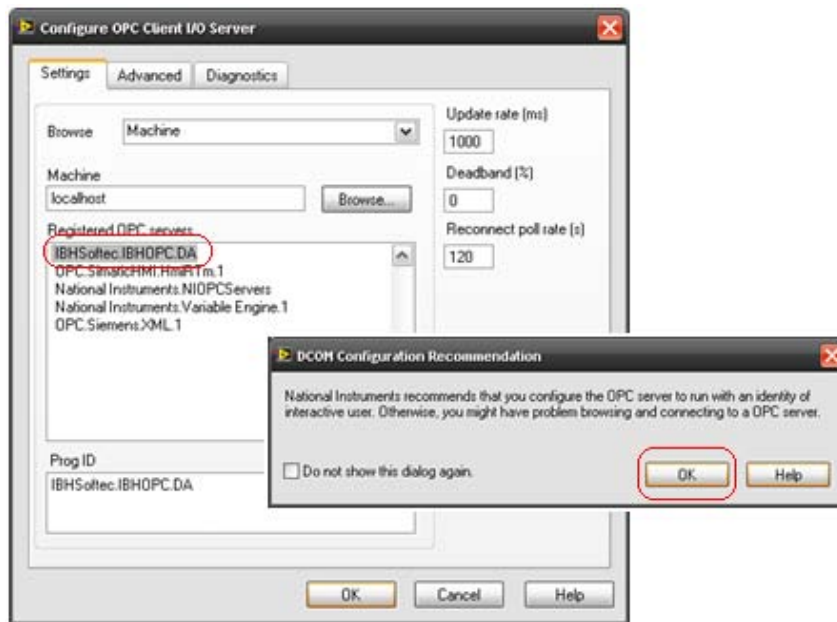 Configure OPC Client I/O Server
Settings
Advanced
Diagnostics
Browse
Machine
Machine
localhost
Browse...
Registered OPC servers
IBHSoftec.IBHOPC.DA
OPC.SimaticHMI.HmiRTm.1
National Instruments.NIOPCServers
National Instruments.Variable Engine.1
OPC.Siemens.XML.1
Prog ID
IBHSoftec.IBHOPC.DA
Update rate (ms)
1000
Deadband (%)
0
Reconnect poll rate (s)
120
OK
Cancel
Help
DCOM Configuration Recommendation
National Instruments recommends that you configure the OPC server to run with an identity of
interactive user. Otherwise, you might have problem browsing and connecting to a OPC server.
Do not show this dialog again.
OK
Help